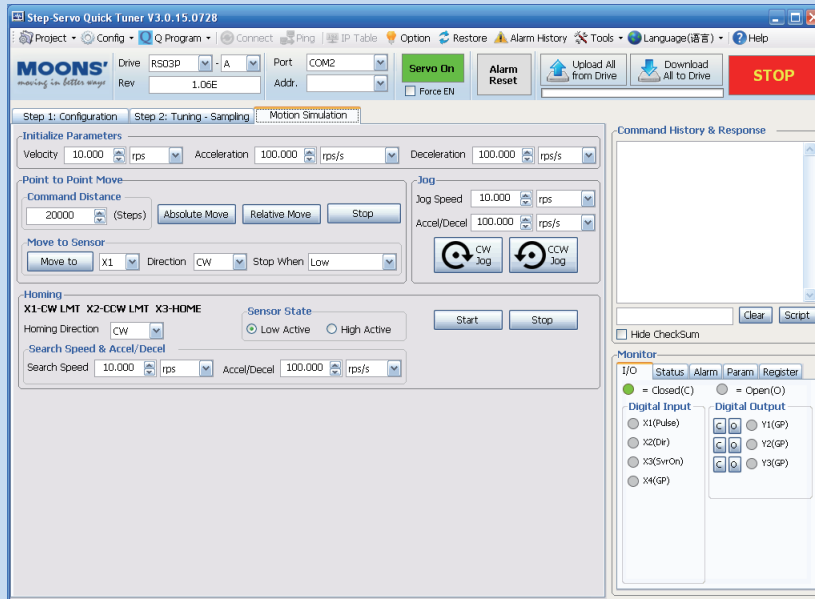 Step-Servo Quick Tuner V3.0.15.0728
Project Config Q Program Connect Ping IP Table Option Restore Alarm History Tools Language(语言) Help
MOONS'
moving in better ways
Drive RS03P - A Port COM2
Rev 1.06E Addr.
Servo On
Force EN
Alarm
Reset
Upload All
from Drive
Download
All to Drive
STOP
Step 1: Configuration Step 2: Tuning - Sampling Motion Simulation
Initialize Parameters
Velocity 10.000 rps Acceleration 100.000 rps/s Deceleration 100.000 rps/s
Point to Point Move
Command Distance
20000 (Steps) Absolute Move Relative Move Stop
Move to Sensor
Move to X1 Direction CW Stop When Low
Jog
Jog Speed 10.000 rps
Accel/Decel 100.000 rps/s
CW
Jog
CCW
Jog
Homing
X1-CW LMT X2-CCW LMT X3-HOME
Homing Direction CW
Sensor State
Low Active High Active
Start Stop
Search Speed & Accel/Decel
Search Speed 10.000 rps Accel/Decel 100.000 rps/s
Command History & Response
Clear Script
Hide CheckSum
Monitor
I/O Status Alarm Param Register
= Closed(C) = Open(O)
Digital Input
X1(Pulse)
X2(Dir)
X3(SvrOn)
X4(GP)
Digital Output
C O Y1(GP)
C O Y2(GP)
C O Y3(GP)